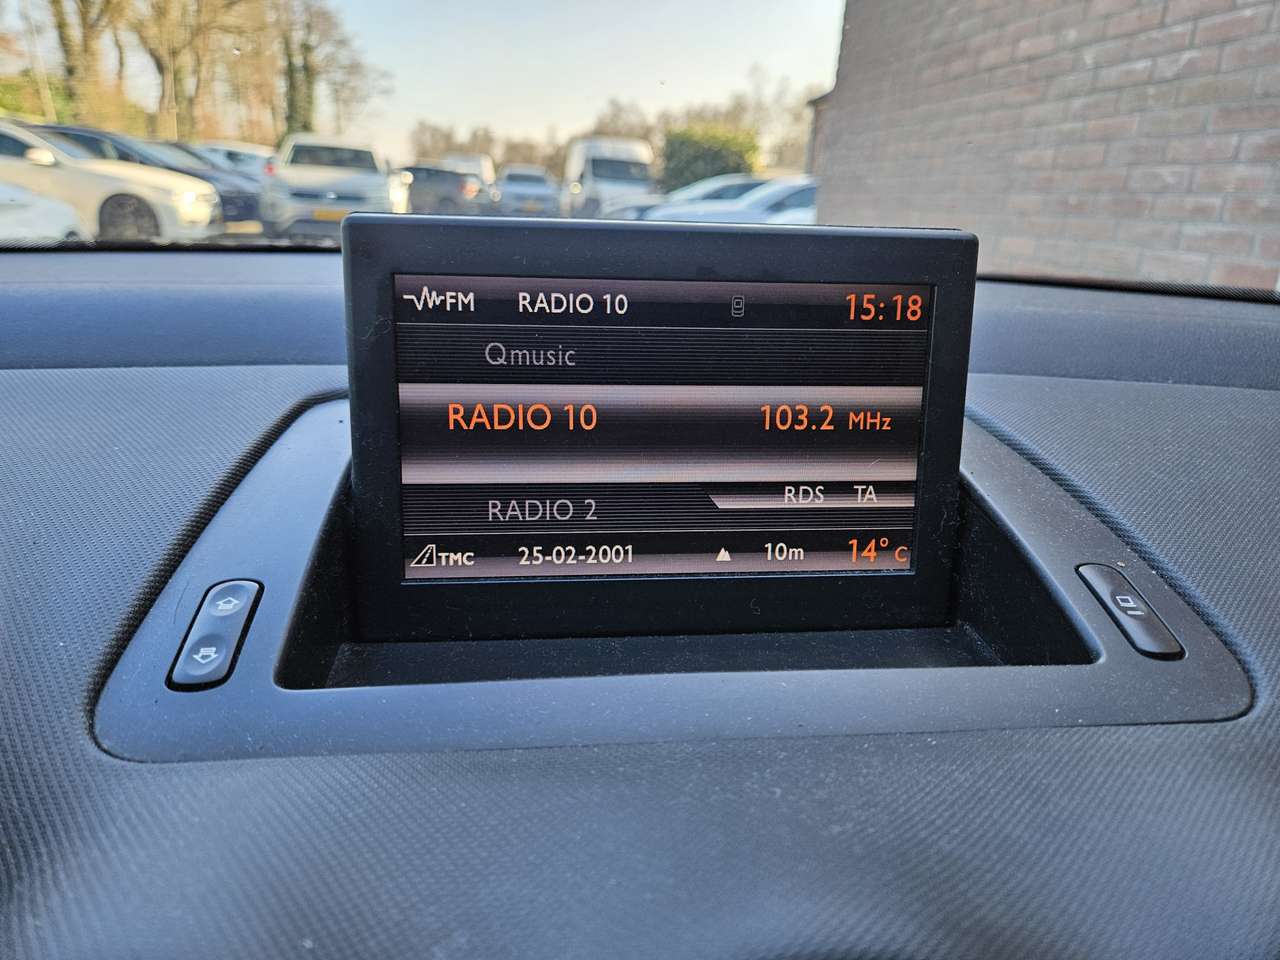 FM RADIO 10 15:18
Qmusic
RADIO 10 103.2 MHz
RDS TA
RADIO 2
TMC 25-02-2001 10m 14° C